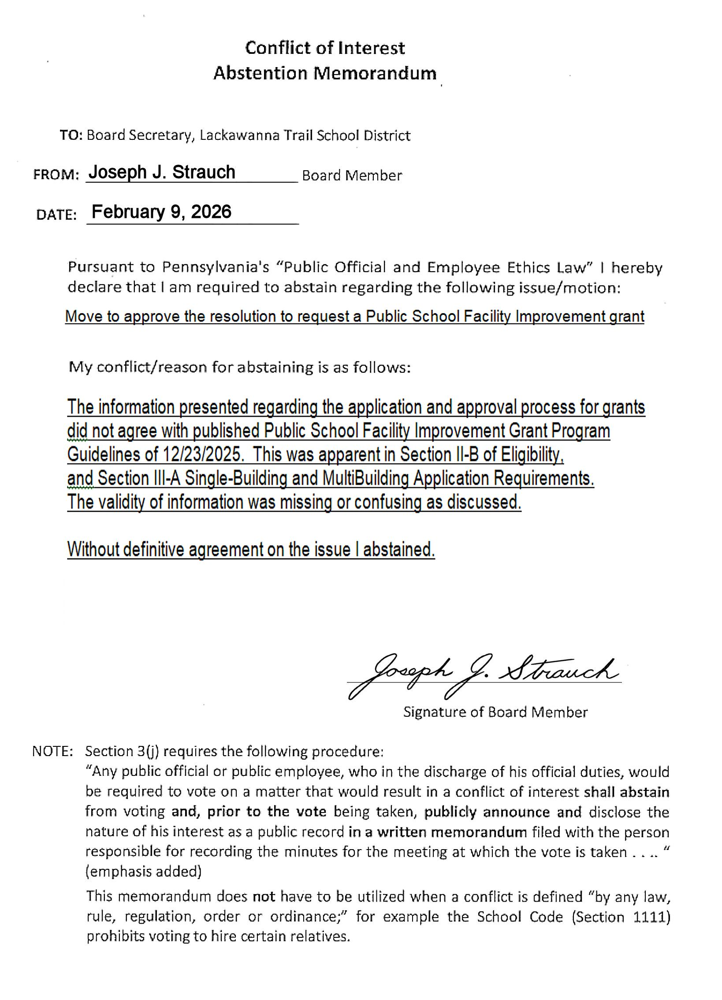 Conflict of Interest
Abstention Memorandum
TO: Board Secretary, Lackawanna Trail School District
FROM: Joseph J. Strauch Board Member
DATE: February 9, 2026
Pursuant to Pennsylvania's “Public Official and Employee Ethics Law” I hereby
declare that I am required to abstain regarding the following issue/motion:
Move to approve the resolution to request a Public School Facility Improvement grant
My conflict/reason for abstaining is as follows:
The information presented regarding the application and approval process for grants
did not agree with published Public School Facility Improvement Grant Program
Guidelines of 12/23/2025.  This was apparent in Section II-B of Eligibility,
and Section III-A Single-Building and MultiBuilding Application Requirements.
The validity of information was missing or confusing as discussed.
Without definitive agreement on the issue I abstained.
Joseph J. Strauch
Signature of Board Member
NOTE: Section 3(j) requires the following procedure:
“Any public official or public employee, who in the discharge of his official duties, would
be required to vote on a matter that would result in a conflict of interest shall abstain
from voting and, prior to the vote being taken, publicly announce and disclose the
nature of his interest as a public record in a written memorandum filed with the person
responsible for recording the minutes for the meeting at which the vote is taken . . .. “
(emphasis added)
This memorandum does not have to be utilized when a conflict is defined “by any law,
rule, regulation, order or ordinance;” for example the School Code (Section 1111)
prohibits voting to hire certain relatives.